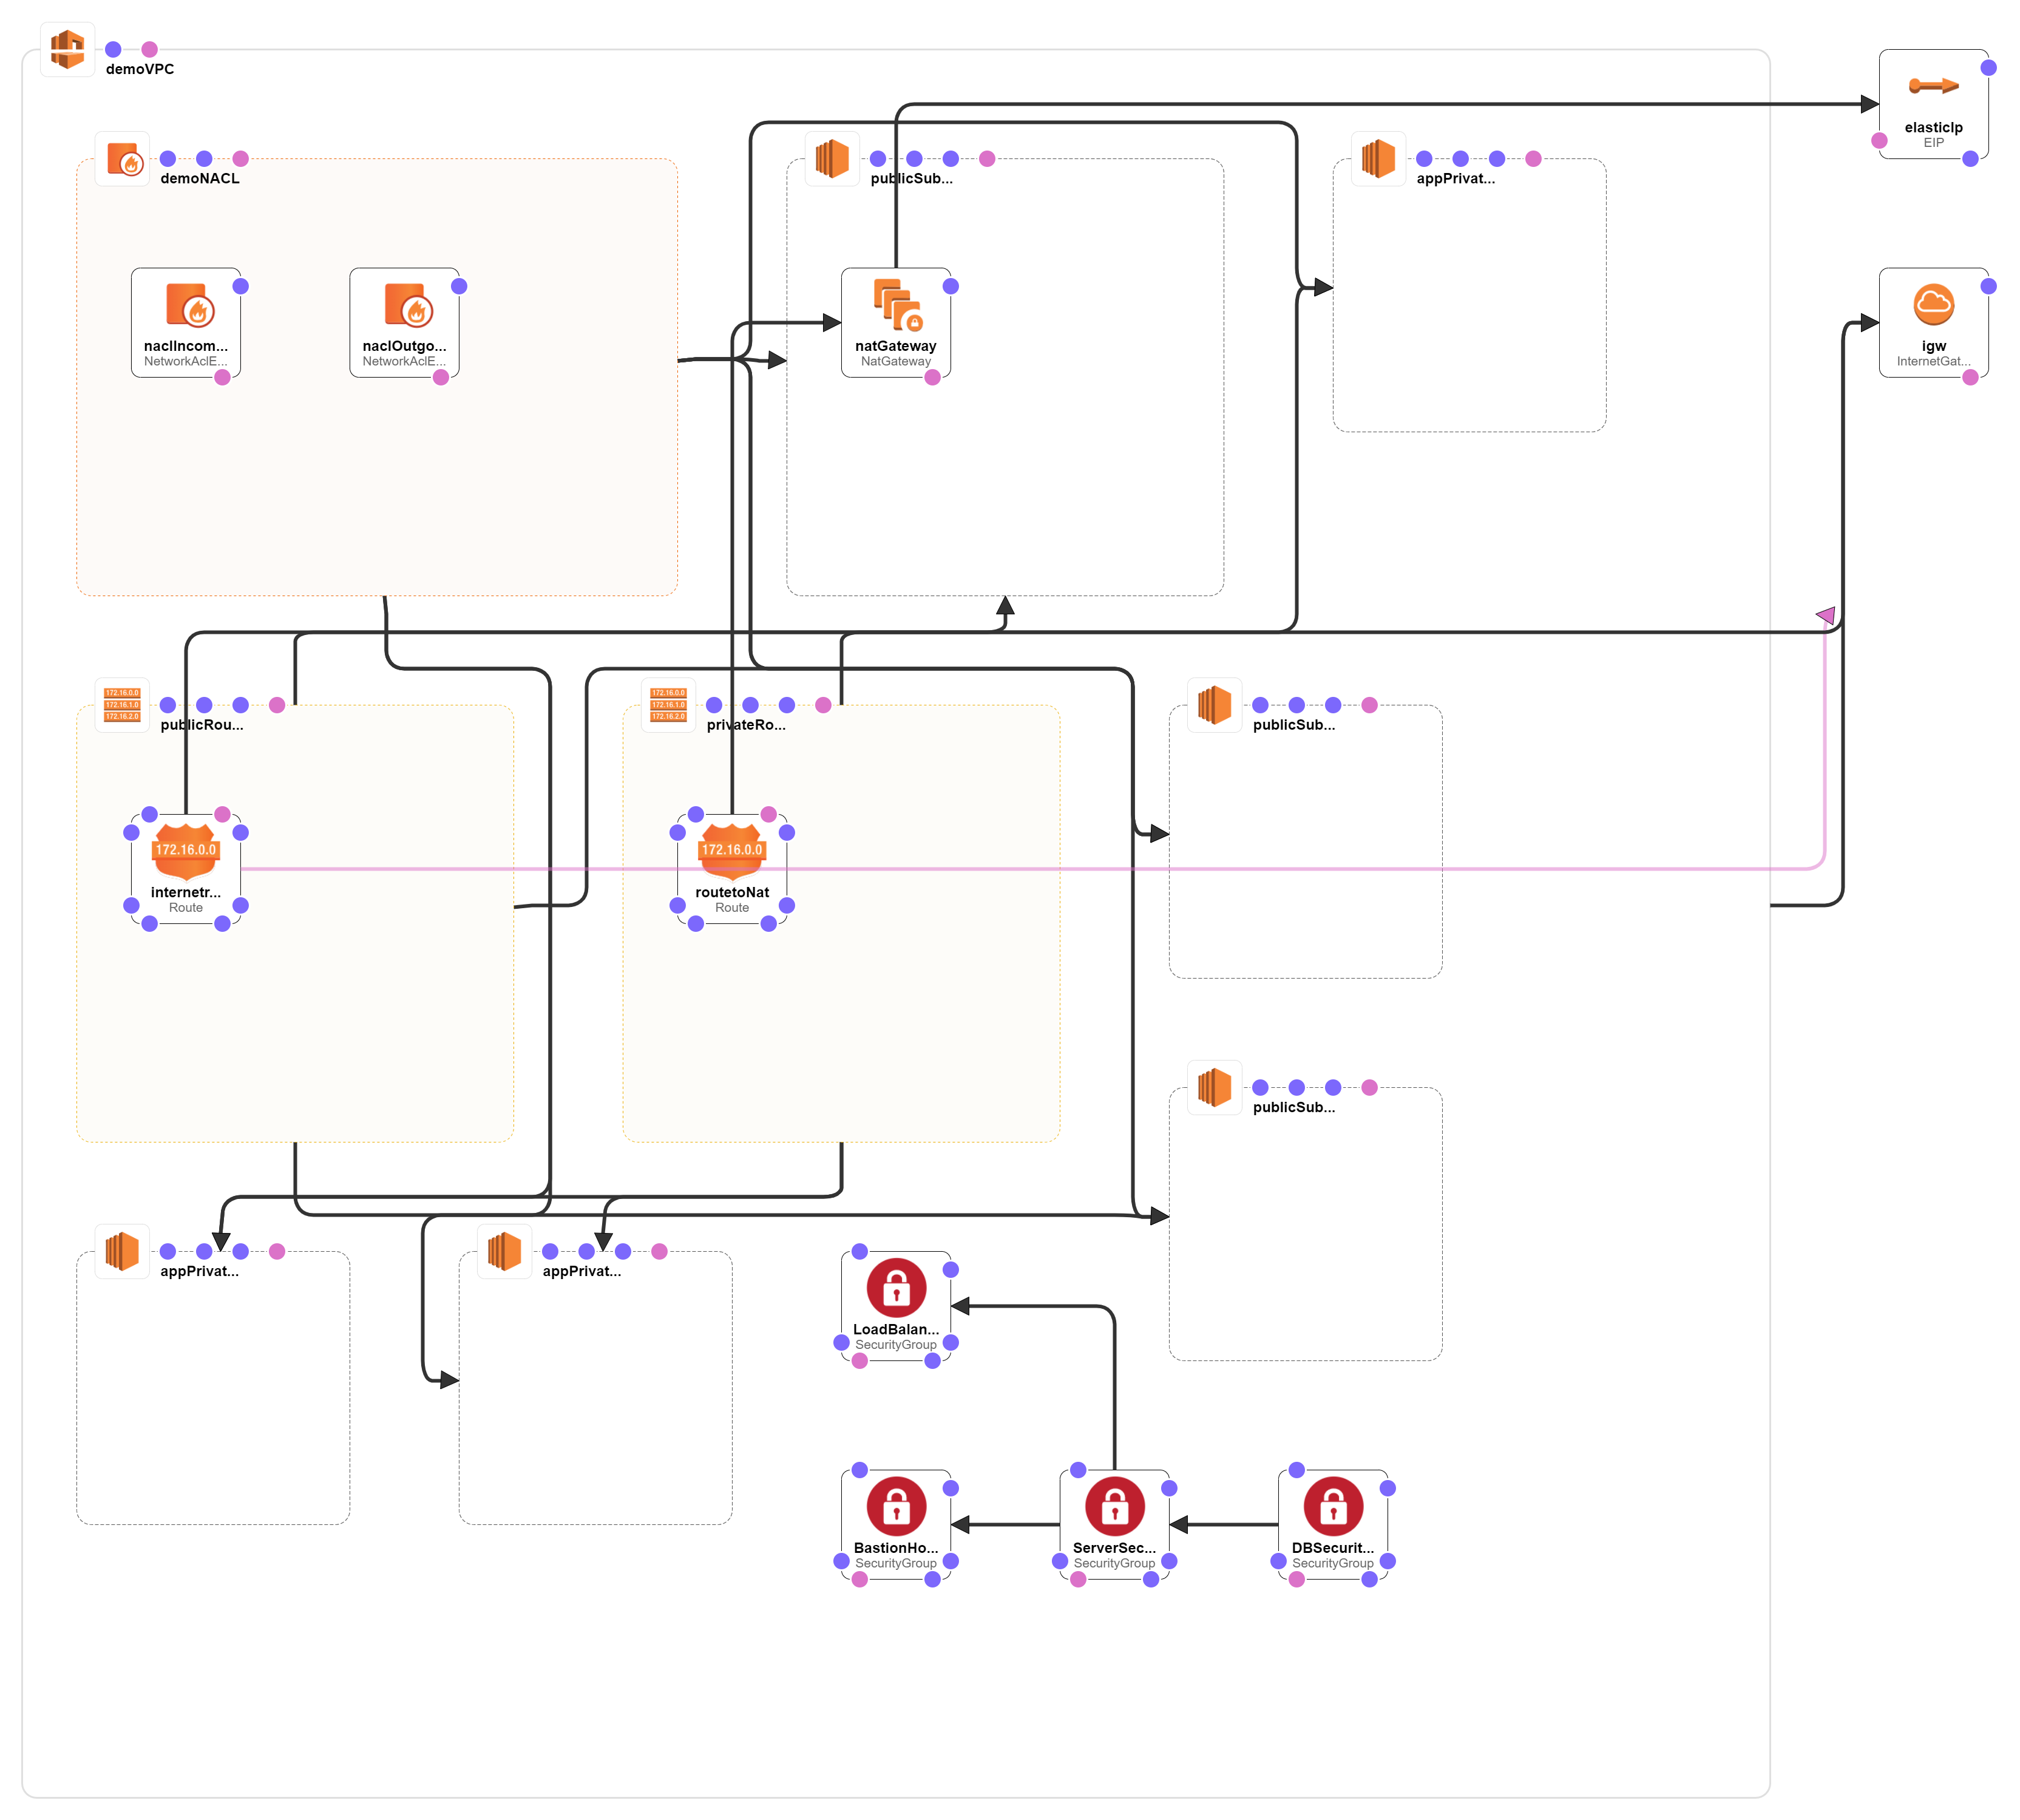 demoVPC
elasticIp
EIP
demoNACL
publicSub...
appPrivat...
naclIncom...
NetworkAclE...
naclOutgo...
NetworkAclE...
natGateway
NatGateway
igw
InternetGat...
172.16.0.0
172.16.1.0
172.16.2.0
publicRou...
172.16.0.0
172.16.1.0
172.16.2.0
privateRo...
publicSub...
172.16.0.0
internetr...
Route
172.16.0.0
routetoNat
Route
publicSub...
appPrivat...
appPrivat...
LoadBalan...
SecurityGroup
BastionHo...
SecurityGroup
ServerSec...
SecurityGroup
DBSecurit...
SecurityGroup